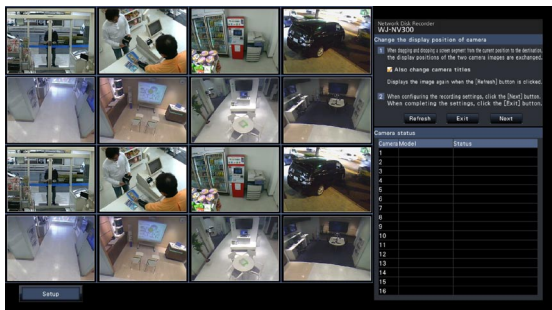 Network Disk Recorder
WJ-NV300
Change the display position of camera
1 When dragging and dropping a screen segment from the current position to the destination,
the display positions of the two camera images are exchanged.
Also change camera titles
Displays the image again when the [Refresh] button is clicked.
2 When configuring the recording settings, click the [Next] button.
When completing the settings, click the [Exit] button.
Refresh Exit Next
Camera status
Camera Model Status
1
2
3
4
5
6
7
8
9
10
11
12
13
14
15
16
Setup